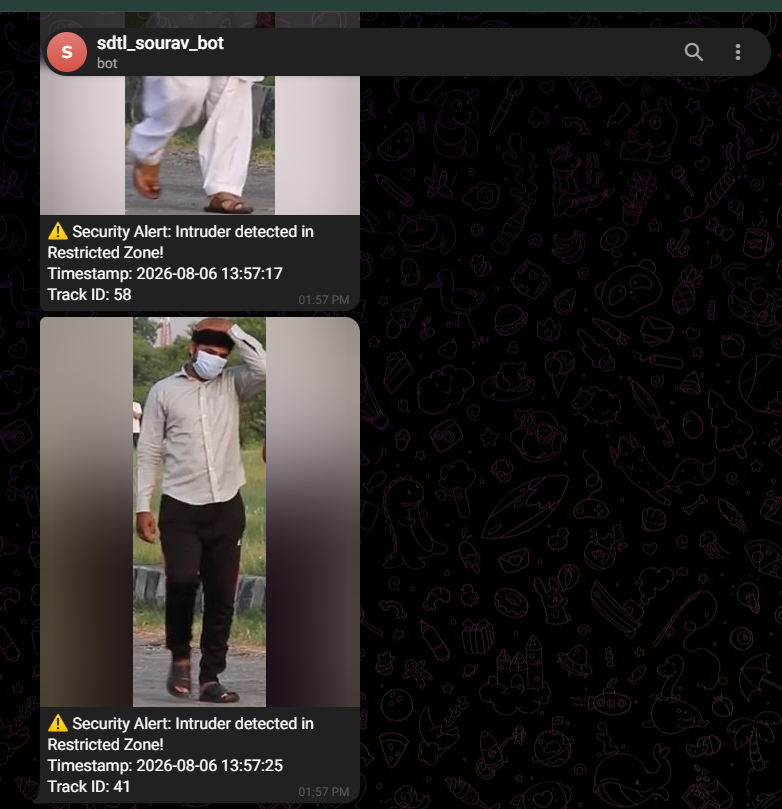 S
sdtl_sourav_bot
bot
⚠️ Security Alert: Intruder detected in
Restricted Zone!
Timestamp: 2026-08-06 13:57:17
Track ID: 58
01:57 PM
⚠️ Security Alert: Intruder detected in
Restricted Zone!
Timestamp: 2026-08-06 13:57:25
Track ID: 41
01:57 PM